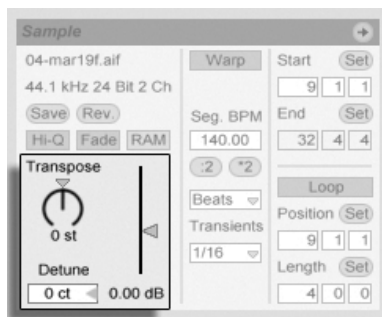 Sample
04-mar19f.aif
44.1 kHz 24 Bit 2 Ch
Save Rev.
Hi-Q Fade RAM
Transpose
0 st
Detune
0 ct 0.00 dB
Warp
Seg. BPM
140.00
:2 *2
Beats
Transients
1/16
Start Set
9 1 1
End Set
32 4 4
Loop
Position Set
9 1 1
Length Set
4 0 0